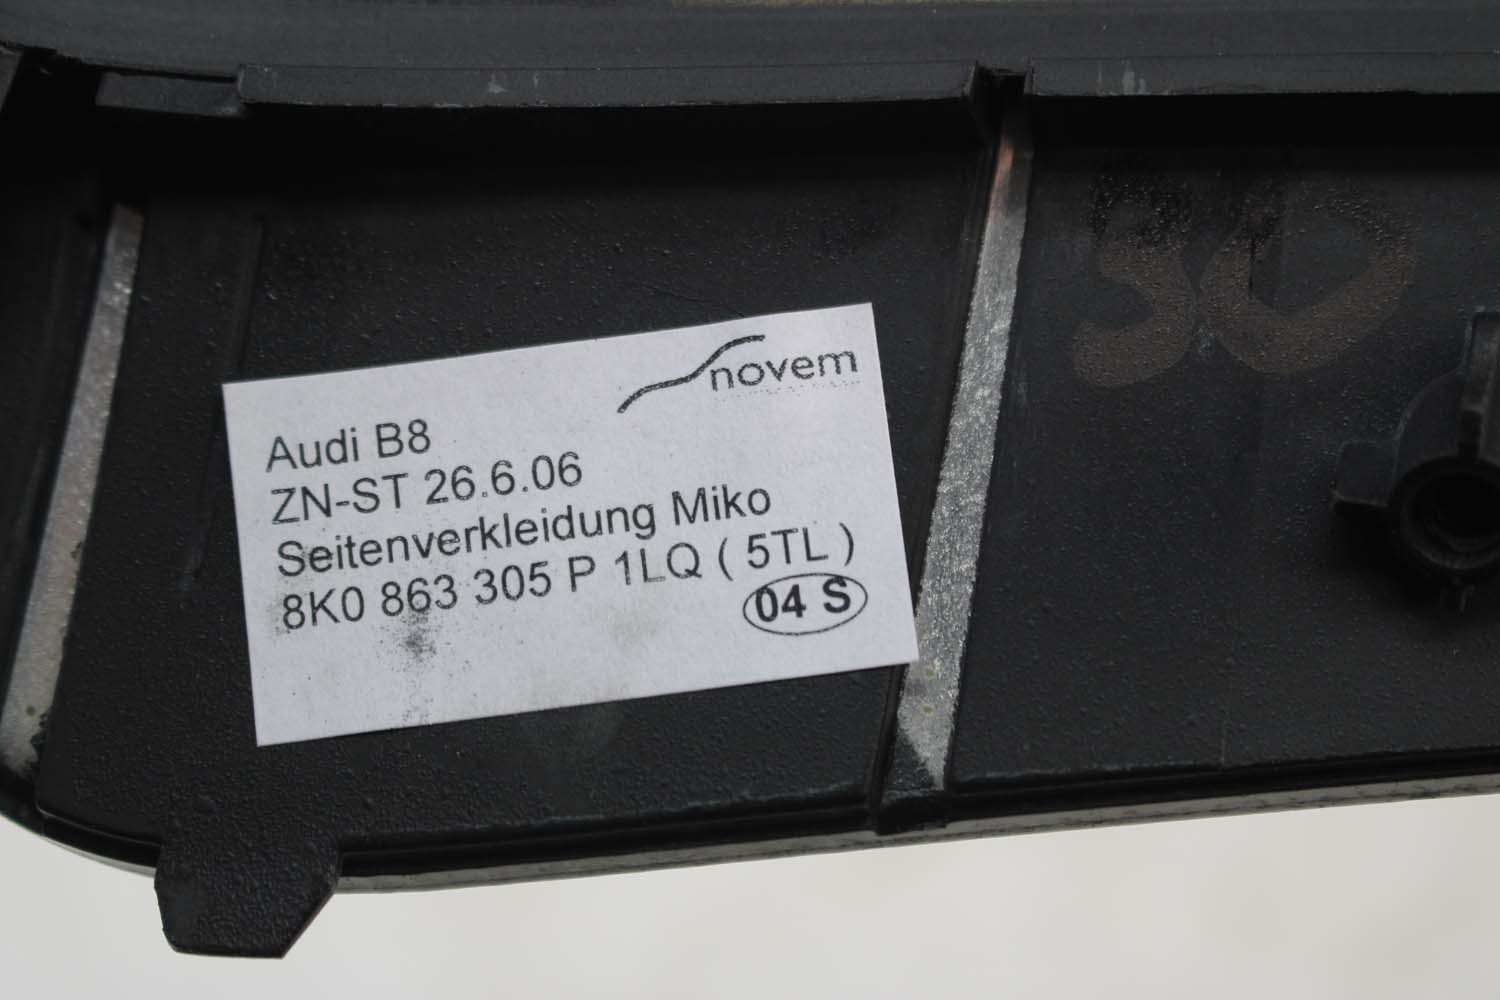 novem
Audi B8
ZN-ST 26.6.06
Seitenverkleidung Miko
8K0 863 305 P 1LQ ( 5TL )
04 S